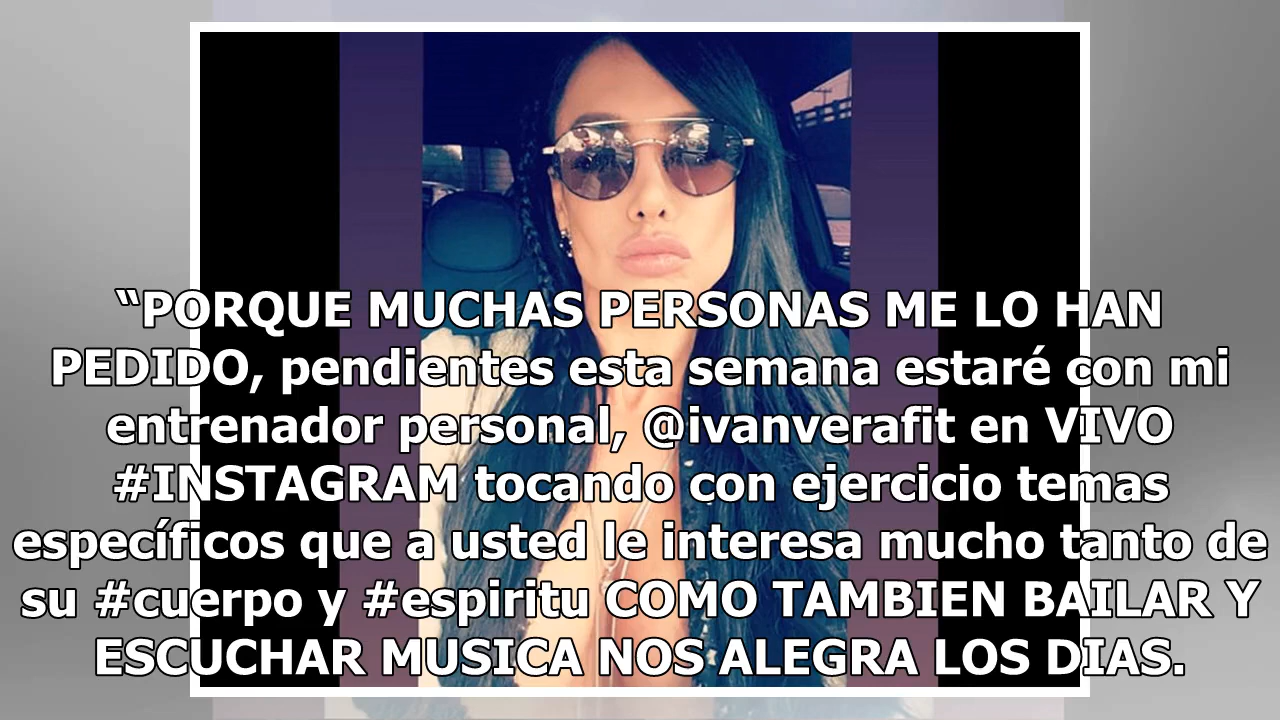 “PORQUE MUCHAS PERSONAS ME LO HAN
PEDIDO, pendientes esta semana estaré con mi
entrenador personal, @ivanverafit en VIVO
#INSTAGRAM tocando con ejercicio temas
específicos que a usted le interesa mucho tanto de
su #cuerpo y #espiritu COMO TAMBIEN BAILAR Y
ESCUCHAR MUSICA NOS ALEGRA LOS DIAS.